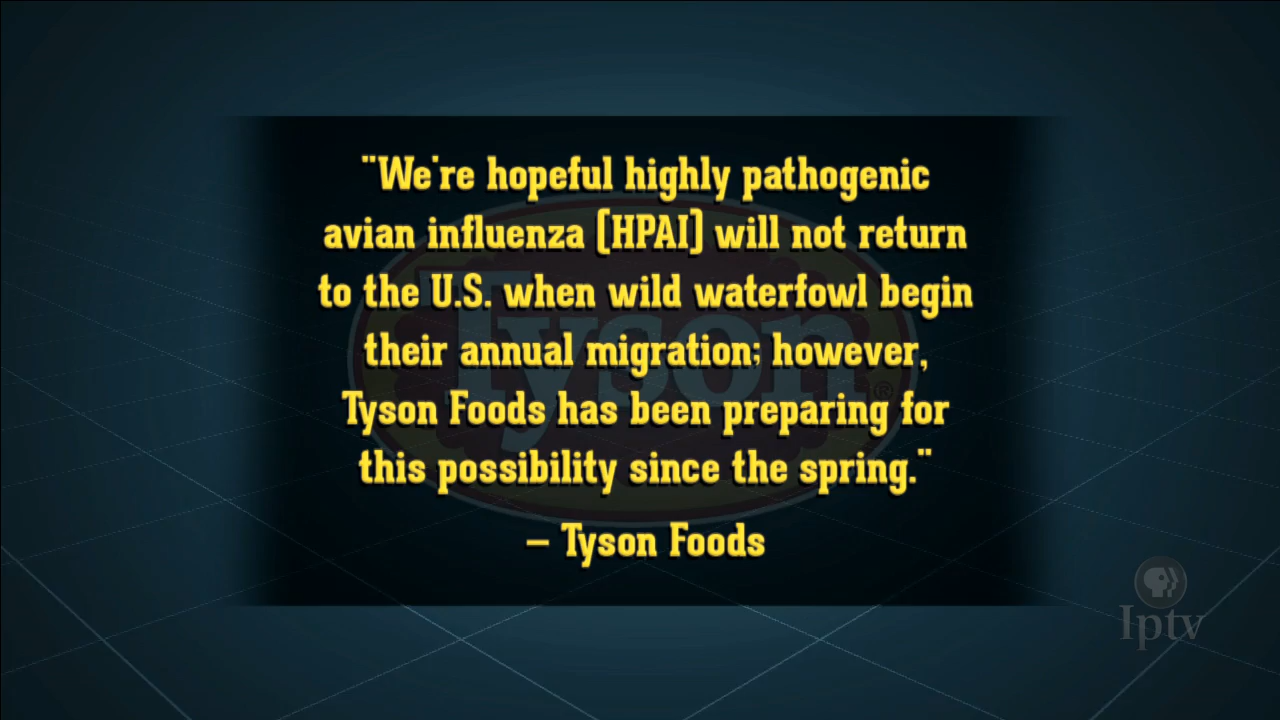 "We're hopeful highly pathogenic
avian influenza (HPAI) will not return
to the U.S. when wild waterfowl begin
their annual migration; however,
Tyson Foods has been preparing for
this possibility since the spring."
– Tyson Foods
Tyson
®
Iptv